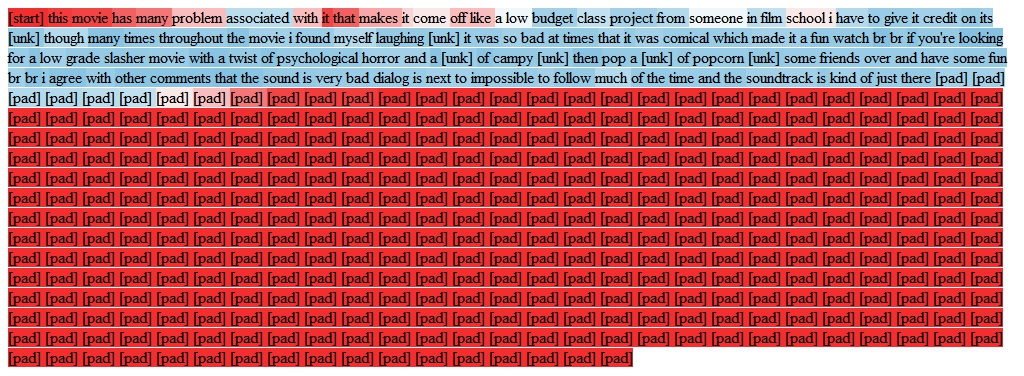 [start] this movie has many problem associated with it that makes it come off like a low budget class project from someone in film school i have to give it credit on its
[unk] though many times throughout the movie i found myself laughing [unk] it was so bad at times that it was comical which made it a fun watch br br if you're looking
for a low grade slasher movie with a twist of psychological horror and a [unk] of campy [unk] then pop a [unk] of popcorn [unk] some friends over and have some fun
br br i agree with other comments that the sound is very bad dialog is next to impossible to follow much of the time and the soundtrack is kind of just there [pad] [pad]
[pad] [pad] [pad] [pad] [pad] [pad] [pad] [pad] [pad] [pad] [pad] [pad] [pad] [pad] [pad] [pad] [pad] [pad] [pad] [pad] [pad] [pad] [pad] [pad] [pad] [pad] [pad]
[pad] [pad] [pad] [pad] [pad] [pad] [pad] [pad] [pad] [pad] [pad] [pad] [pad] [pad] [pad] [pad] [pad] [pad] [pad] [pad] [pad] [pad] [pad] [pad] [pad] [pad] [pad]
[pad] [pad] [pad] [pad] [pad] [pad] [pad] [pad] [pad] [pad] [pad] [pad] [pad] [pad] [pad] [pad] [pad] [pad] [pad] [pad] [pad] [pad] [pad] [pad] [pad] [pad] [pad]
[pad] [pad] [pad] [pad] [pad] [pad] [pad] [pad] [pad] [pad] [pad] [pad] [pad] [pad] [pad] [pad] [pad] [pad] [pad] [pad] [pad] [pad] [pad] [pad] [pad] [pad] [pad]
[pad] [pad] [pad] [pad] [pad] [pad] [pad] [pad] [pad] [pad] [pad] [pad] [pad] [pad] [pad] [pad] [pad] [pad] [pad] [pad] [pad] [pad] [pad] [pad] [pad] [pad] [pad]
[pad] [pad] [pad] [pad] [pad] [pad] [pad] [pad] [pad] [pad] [pad] [pad] [pad] [pad] [pad] [pad] [pad] [pad] [pad] [pad] [pad] [pad] [pad] [pad] [pad] [pad] [pad]
[pad] [pad] [pad] [pad] [pad] [pad] [pad] [pad] [pad] [pad] [pad] [pad] [pad] [pad] [pad] [pad] [pad] [pad] [pad] [pad] [pad] [pad] [pad] [pad] [pad] [pad] [pad]
[pad] [pad] [pad] [pad] [pad] [pad] [pad] [pad] [pad] [pad] [pad] [pad] [pad] [pad] [pad] [pad] [pad] [pad] [pad] [pad] [pad] [pad] [pad] [pad] [pad] [pad] [pad]
[pad] [pad] [pad] [pad] [pad] [pad] [pad] [pad] [pad] [pad] [pad] [pad] [pad] [pad] [pad] [pad] [pad] [pad] [pad] [pad] [pad] [pad] [pad] [pad] [pad] [pad] [pad]
[pad] [pad] [pad] [pad] [pad] [pad] [pad] [pad] [pad] [pad] [pad] [pad] [pad] [pad] [pad] [pad] [pad] [pad] [pad] [pad] [pad] [pad] [pad] [pad] [pad] [pad] [pad]
[pad] [pad] [pad] [pad] [pad] [pad] [pad] [pad] [pad] [pad] [pad] [pad] [pad] [pad] [pad] [pad] [pad] [pad] [pad] [pad] [pad] [pad] [pad] [pad] [pad] [pad] [pad]
[pad] [pad] [pad] [pad] [pad] [pad] [pad] [pad] [pad] [pad] [pad] [pad] [pad] [pad] [pad] [pad] [pad] [pad] [pad] [pad] [pad] [pad] [pad] [pad] [pad] [pad] [pad]
[pad] [pad] [pad] [pad] [pad] [pad] [pad] [pad] [pad] [pad] [pad] [pad] [pad] [pad] [pad] [pad] [pad] [pad] [pad] [pad] [pad] [pad] [pad] [pad] [pad] [pad] [pad]
[pad] [pad] [pad] [pad] [pad] [pad] [pad] [pad] [pad] [pad] [pad] [pad] [pad] [pad] [pad] [pad] [pad]